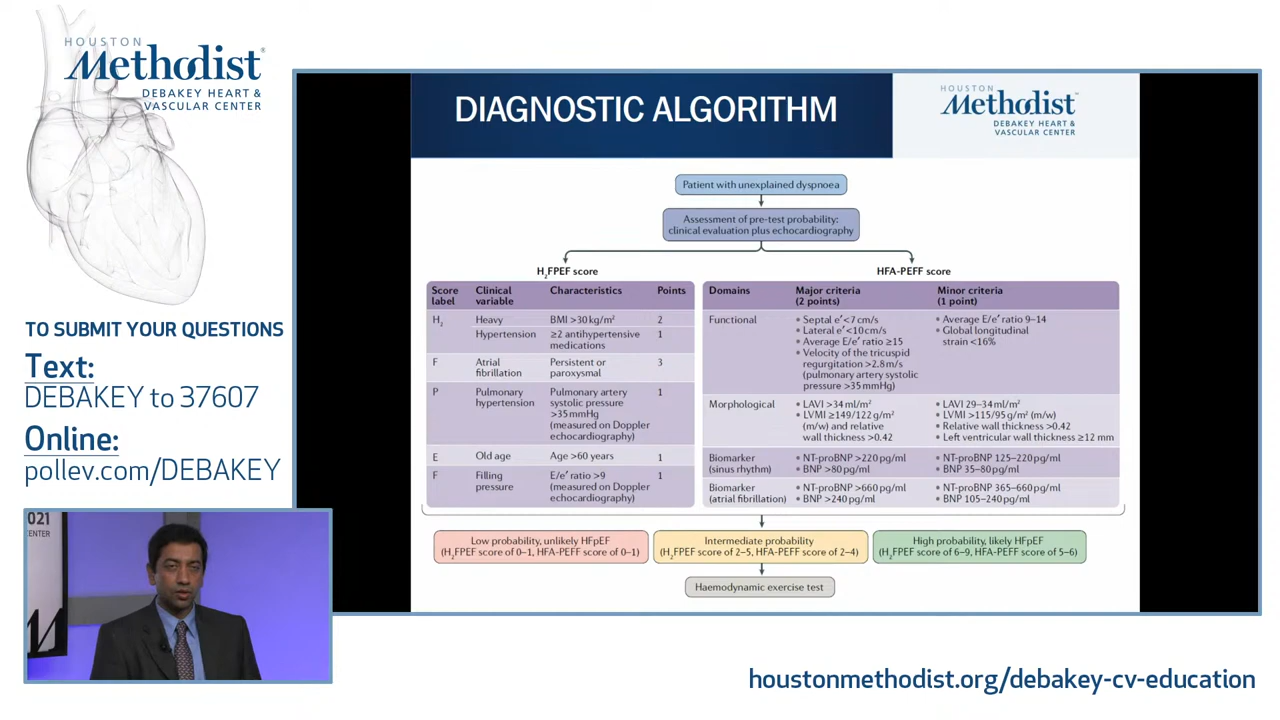 HOUSTON
Methodist®
DEBAKEY HEART &
VASCULAR CENTER
TO SUBMIT YOUR QUESTIONS
Text:
DEBAKEY to 37607
Online:
pollev.com/DEBAKEY
021
CENTER
DIAGNOSTIC ALGORITHM
HOUSTON
Methodist
DEBAKEY HEART &
VASCULAR CENTER
Patient with unexplained dyspnoea
Assessment of pre-test probability:
clinical evaluation plus echocardiography
H₂FPEF score
Score label | Clinical variable | Characteristics | Points
H₂ | Heavy | BMI >30 kg/m² | 2
Hypertension | ≥2 antihypertensive medications | 1
F | Atrial fibrillation | Persistent or paroxysmal | 3
P | Pulmonary hypertension | Pulmonary artery systolic pressure >35 mmHg (measured on Doppler echocardiography) | 1
E | Old age | Age >60 years | 1
F | Filling pressure | E/e′ ratio >9 (measured on Doppler echocardiography) | 1
HFA-PEFF score
Domains | Major criteria (2 points) | Minor criteria (1 point)
Functional
• Septal e′<7 cm/s
• Lateral e′<10 cm/s
• Average E/e′ ratio ≥15
• Velocity of the tricuspid
regurgitation >2.8 m/s
(pulmonary artery systolic
pressure >35 mmHg)
• Average E/e′ ratio 9–14
• Global longitudinal
strain <16%
Morphological
• LAVI >34 ml/m²
• LVMI ≥149/122 g/m²
(m/w) and relative
wall thickness >0.42
• LAVI 29–34 ml/m²
• LVMI >115/95 g/m² (m/w)
• Relative wall thickness >0.42
• Left ventricular wall thickness ≥12 mm
Biomarker
(sinus rhythm)
• NT-proBNP >220 pg/ml
• BNP >80 pg/ml
• NT-proBNP 125–220 pg/ml
• BNP 35–80 pg/ml
Biomarker
(atrial fibrillation)
• NT-proBNP >660 pg/ml
• BNP >240 pg/ml
• NT-proBNP 365–660 pg/ml
• BNP 105–240 pg/ml
Low probability, unlikely HFpEF
(H₂FPEF score of 0–1, HFA-PEFF score of 0–1)
Intermediate probability
(H₂FPEF score of 2–5, HFA-PEFF score of 2–4)
High probability, likely HFpEF
(H₂FPEF score of 6–9, HFA-PEFF score of 5–6)
Haemodynamic exercise test
houstonmethodist.org/debakey-cv-education